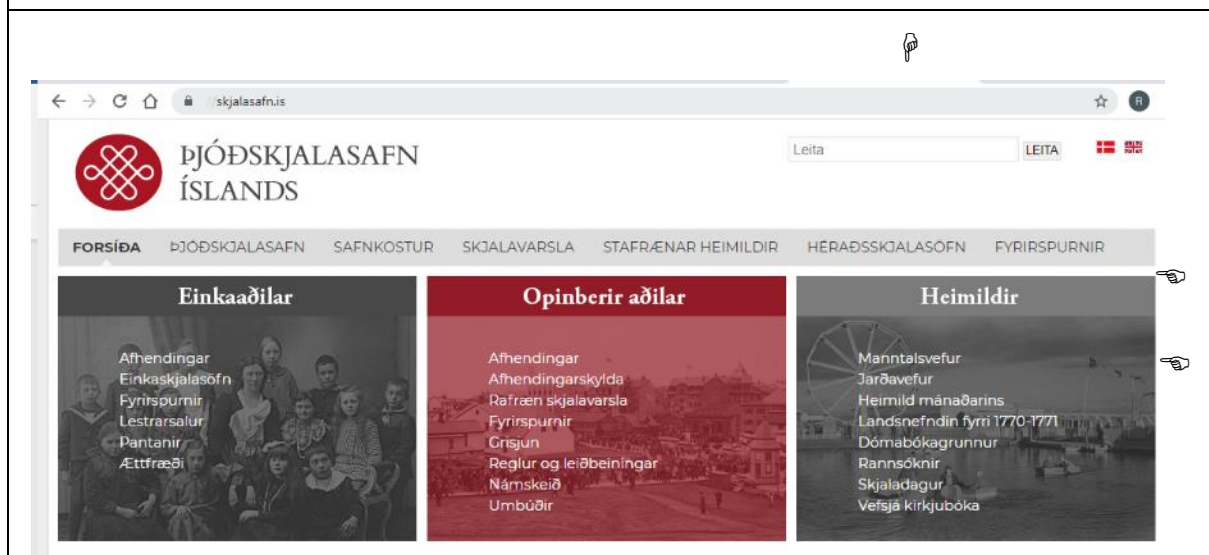 skjalasafn.is
R
ÞJÓÐSKJALASAFN
ÍSLANDS
Leita
LEITA
FORSÍÐA ÞJÓÐSKJALASAFN SAFNKOSTUR SKJALAVARSLA STAFRÆNAR HEIMILDIR HÉRAÐSSKJALASÖFN FYRIRSPURNIR
Einkaaðilar
Afhendingar
Einkaskjalasöfn
Fyrirspurnir
Lestrarsalur
Pantanir
Ættfræði
Opinberir aðilar
Afhendingar
Afhendingarskylda
Rafræn skjalavarsla
Fyrirspurnir
Grisjun
Reglur og leiðbeiningar
Námskeið
Umbúðir
Heimildir
Manntalsvefur
Jarðavefur
Heimild mánaðarins
Landsnefndin fyrri 1770-1771
Dómabókagrunnur
Rannsóknir
Skjaladagur
Vefsjá kirkjubóka